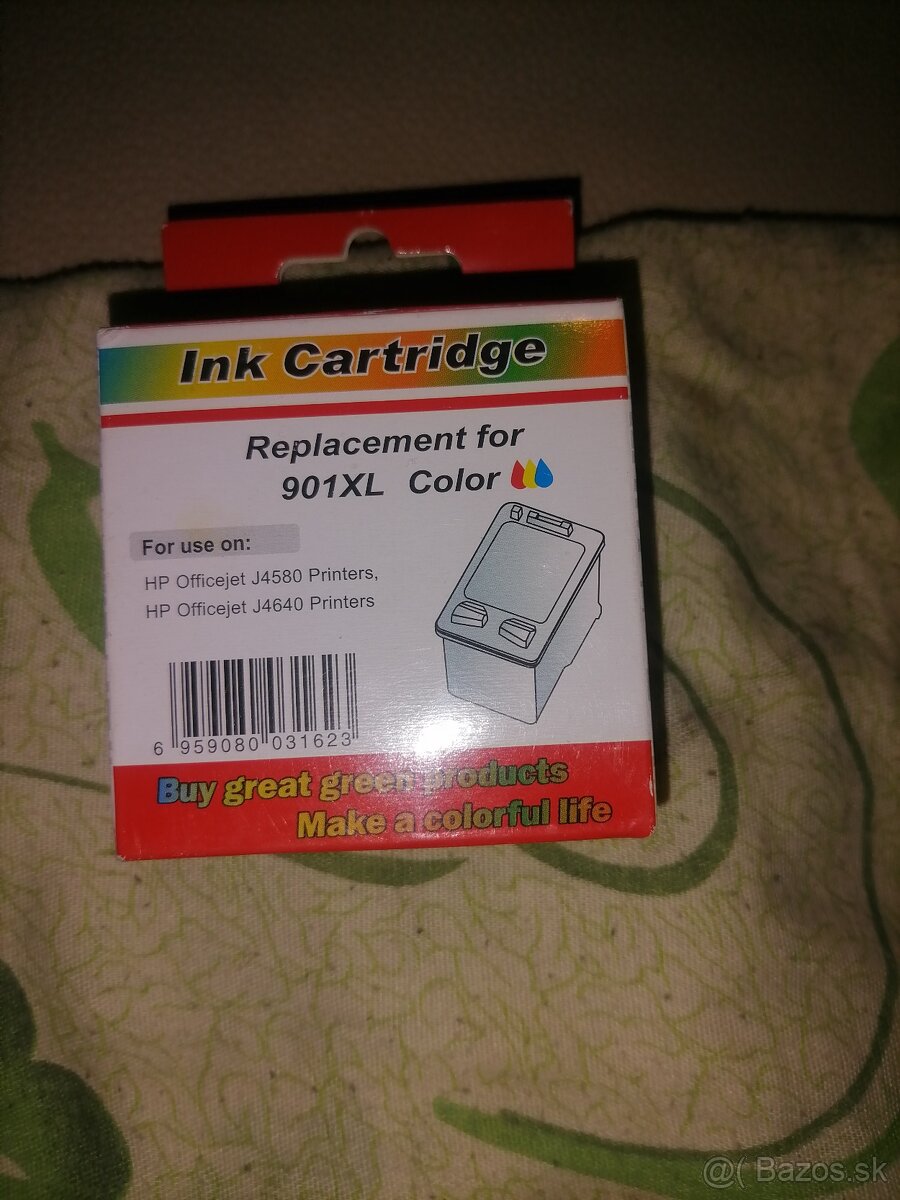 Ink Cartridge
Replacement for
901XL Color
For use on:
HP Officejet J4580 Printers,
HP Officejet J4640 Printers
6 959080 031623
Buy great green products
Make a colorful life
@( Bazos.sk